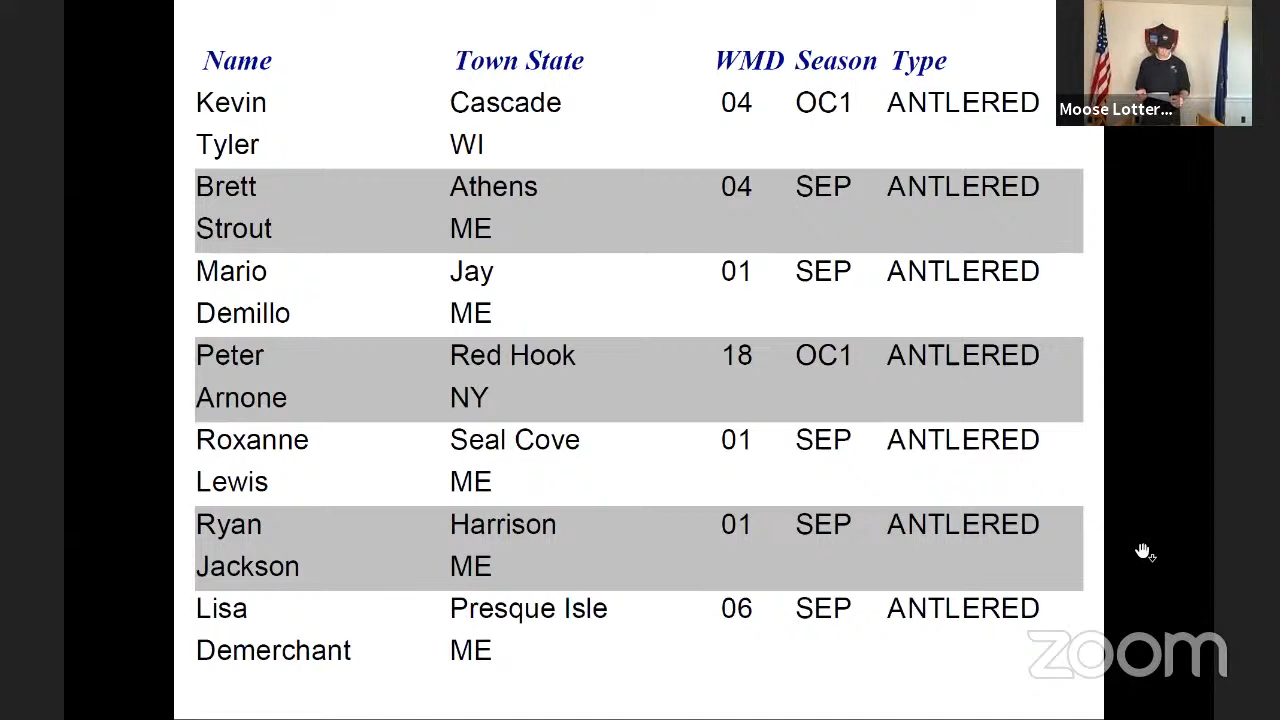 Name Town State WMD Season Type
Kevin Cascade 04 OC1 ANTLERED
Tyler WI
Brett Athens 04 SEP ANTLERED
Strout ME
Mario Jay 01 SEP ANTLERED
Demillo ME
Peter Red Hook 18 OC1 ANTLERED
Arnone NY
Roxanne Seal Cove 01 SEP ANTLERED
Lewis ME
Ryan Harrison 01 SEP ANTLERED
Jackson ME
Lisa Presque Isle 06 SEP ANTLERED
Demerchant ME
Moose Lotter...
zoom